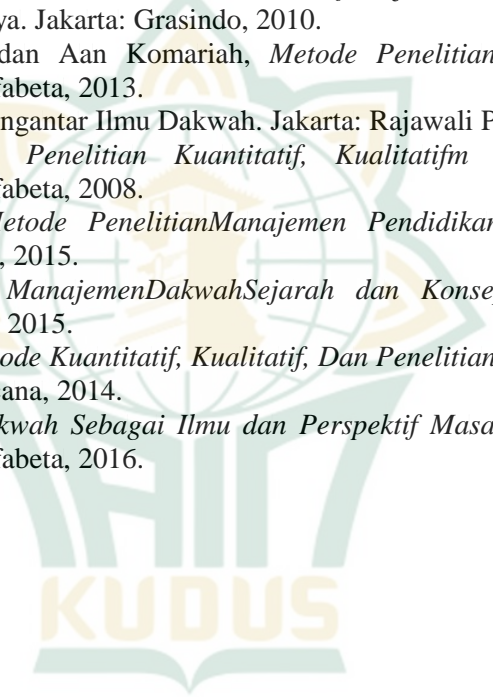 ya. Jakarta: Grasindo, 2010.
dan Aan Komariah, Metode Penelitian
fabeta, 2013.
ngantar Ilmu Dakwah. Jakarta: Rajawali P
Penelitian Kuantitatif, Kualitatifm
fabeta, 2008.
Metode PenelitianManajemen Pendidikan
, 2015.
ManajemenDakwahSejarah dan Konse
2015.
ode Kuantitatif, Kualitatif, Dan Penelitian
cana, 2014.
kwah Sebagai Ilmu dan Perspektif Masa
fabeta, 2016.
KUDUS